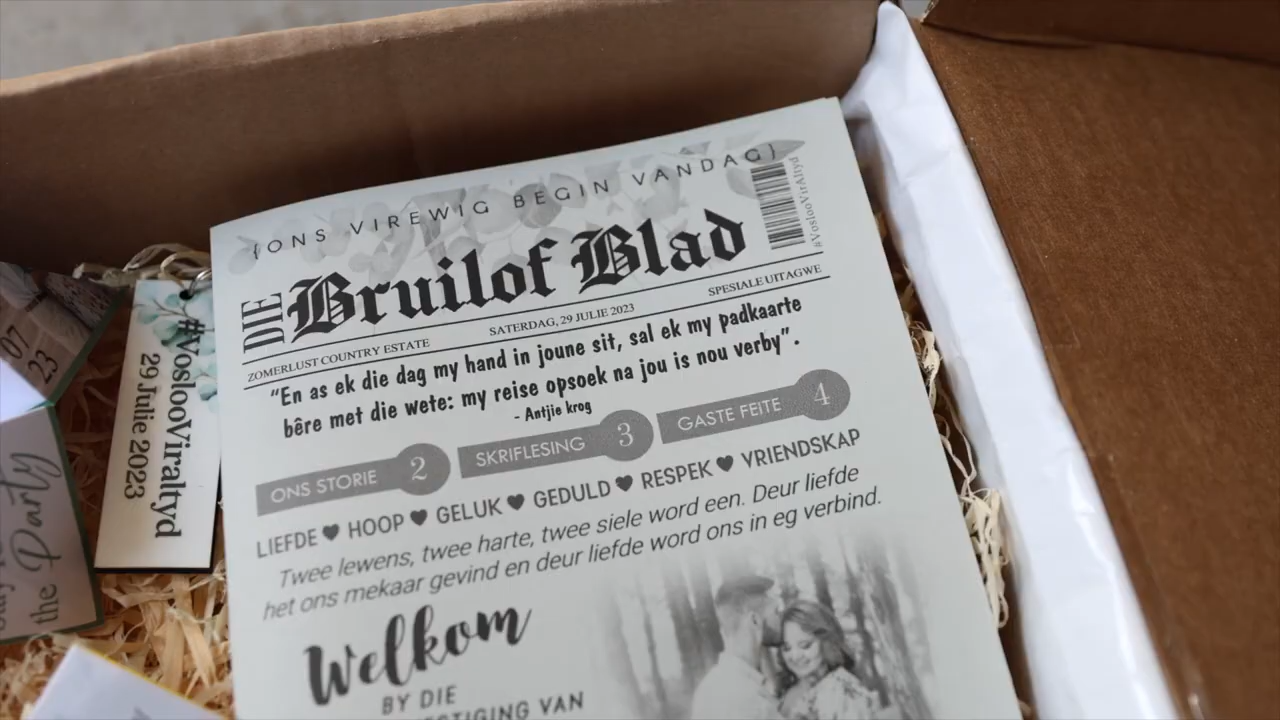 {ONS VIREWIG BEGIN VANDAG}
#VoslooVirAltyd
DIE Bruilof Blad
ZOMERLUST COUNTRY ESTATE SATERDAG, 29 JULIE 2023 SPESIALE UITAGWE
"En as ek die dag my hand in joune sit, sal ek my padkaarte
bêre met die wete: my reise opsoek na jou is nou verby".
- Antjie krog
ONS STORIE 2 SKRIFLESING 3 GASTE FEITE 4
LIEFDE ♥ HOOP ♥ GELUK ♥ GEDULD ♥ RESPEK ♥ VRIENDSKAP
Twee lewens, twee harte, twee siele word een. Deur liefde
het ons mekaar gevind en deur liefde word ons in eg verbind.
Welkom
BY DIE
VAN
#VoslooViraltyd
29 Julie 2023
07
23
the Party